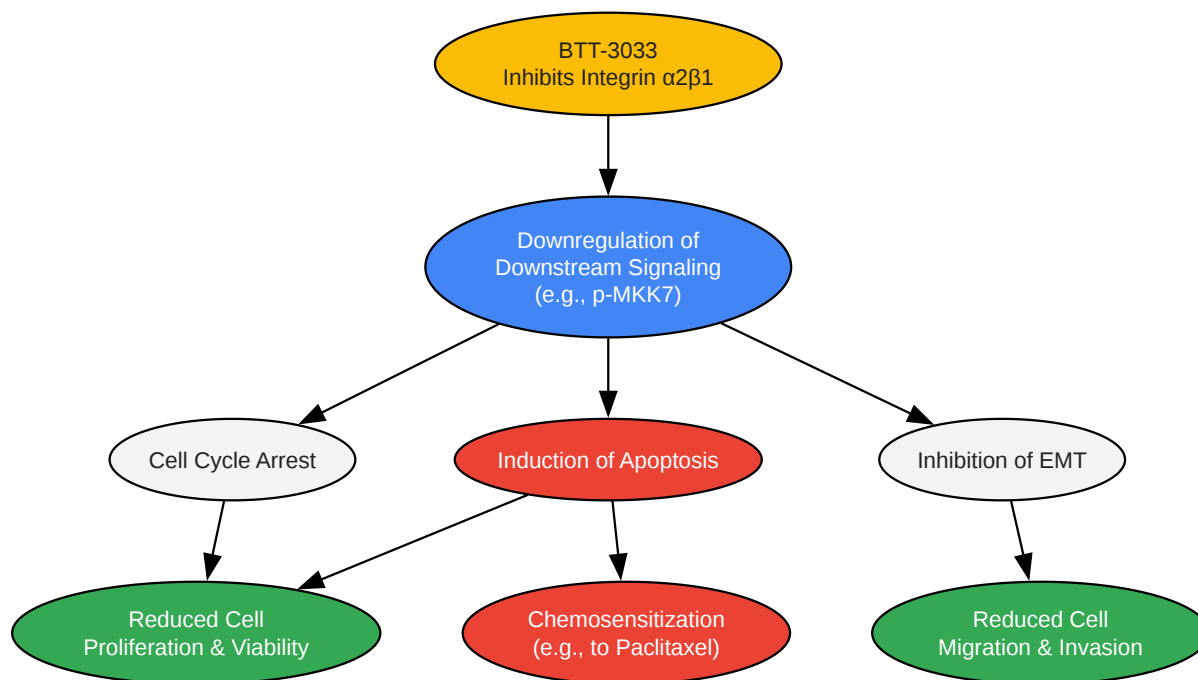 BTT-3033
Inhibits Integrin α2β1
Downregulation of
Downstream Signaling
(e.g., p-MKK7)
Cell Cycle Arrest
Induction of Apoptosis
Inhibition of EMT
Reduced Cell
Proliferation & Viability
Chemosensitization
(e.g., to Paclitaxel)
Reduced Cell
Migration & Invasion